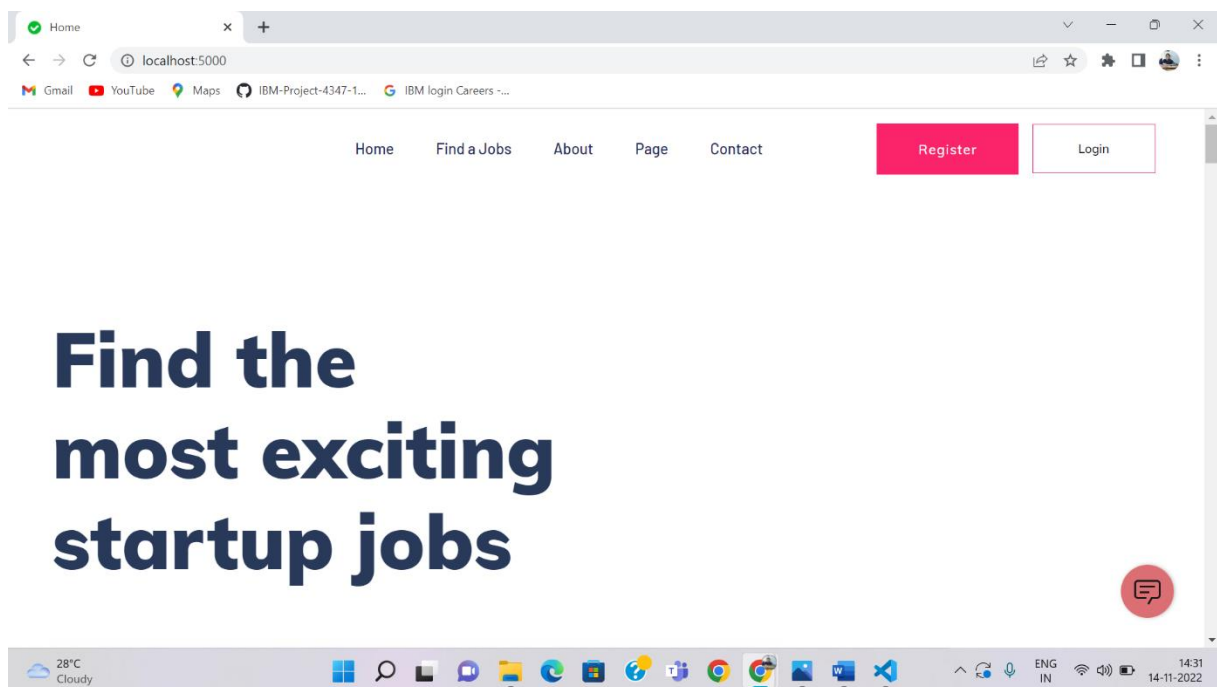 Home
localhost:5000
Gmail YouTube Maps IBM-Project-4347-1... IBM login Careers -...
Home Find a Jobs About Page Contact Register Login
Find the
most exciting
startup jobs
28°C ENG 14:31
Cloudy IN 14-11-2022